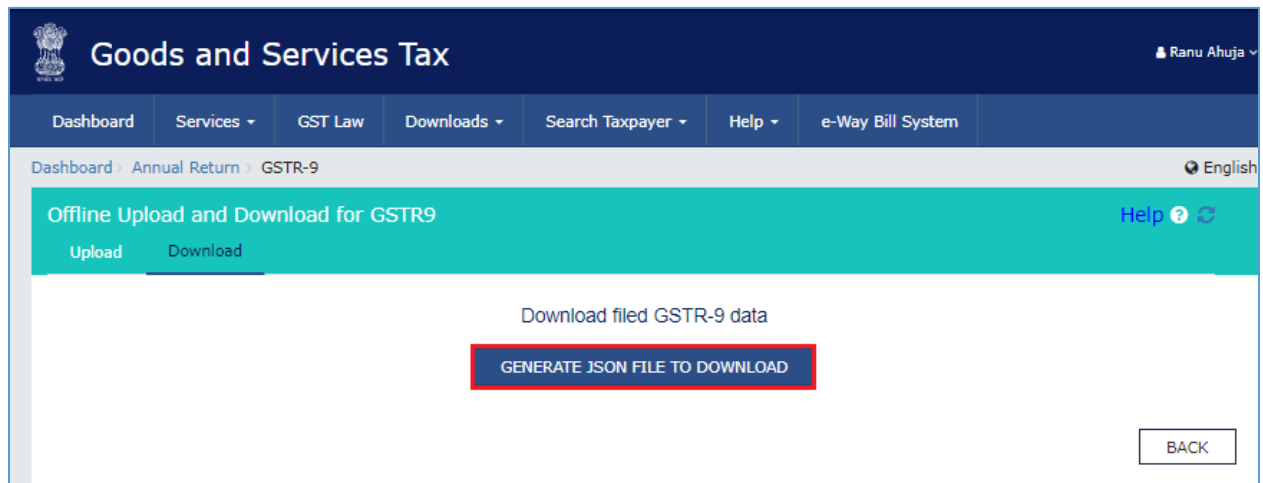 Goods and Services Tax
Ranu Ahuja
Dashboard Services GST Law Downloads Search Taxpayer Help e-Way Bill System
Dashboard > Annual Return > GSTR-9 English
Offline Upload and Download for GSTR9 Help ?
Upload Download
Download filed GSTR-9 data
GENERATE JSON FILE TO DOWNLOAD
BACK